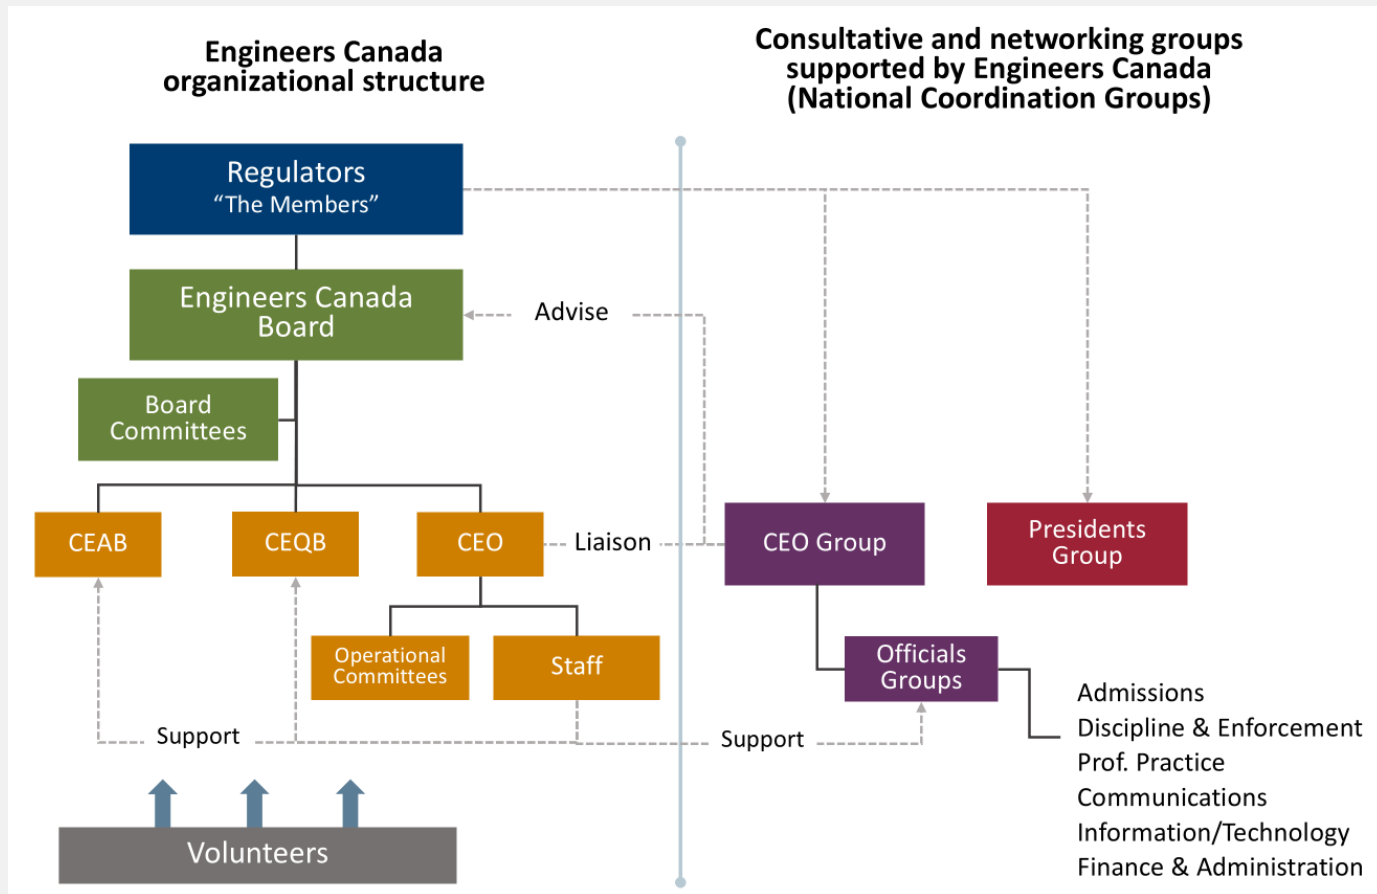 Engineers Canada
organizational structure
Consultative and networking groups
supported by Engineers Canada
(National Coordination Groups)
Regulators
“The Members”
Engineers Canada
Board
Advise
Board
Committees
CEAB
CEQB
CEO
Liaison
CEO Group
Presidents
Group
Operational
Committees
Staff
Officials
Groups
Support
Support
Admissions
Discipline & Enforcement
Prof. Practice
Communications
Information/Technology
Finance & Administration
Volunteers